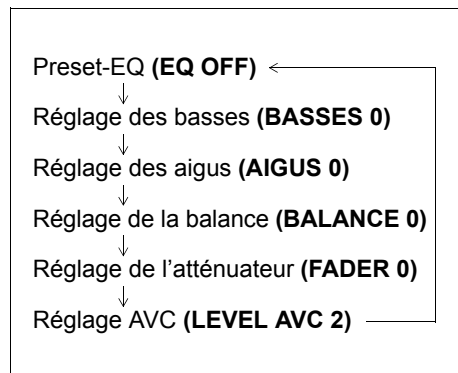 Preset-EQ (EQ OFF)
Réglage des basses (BASSES 0)
Réglage des aigus (AIGUS 0)
Réglage de la balance (BALANCE 0)
Réglage de l’atténuateur (FADER 0)
Réglage AVC (LEVEL AVC 2)